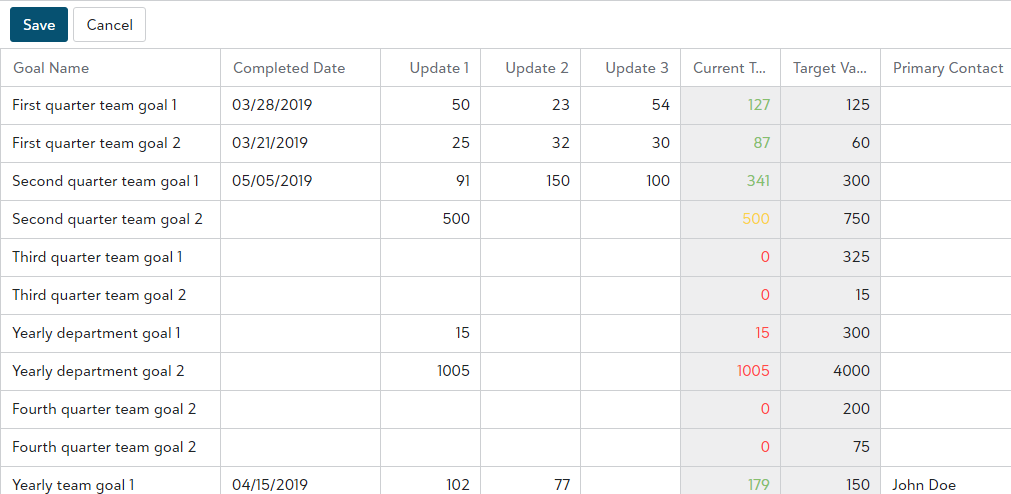 Save Cancel
Goal Name Completed Date Update 1 Update 2 Update 3 Current T... Target Va... Primary Contact
First quarter team goal 1 03/28/2019 50 23 54 127 125
First quarter team goal 2 03/21/2019 25 32 30 87 60
Second quarter team goal 1 05/05/2019 91 150 100 341 300
Second quarter team goal 2 500 500 750
Third quarter team goal 1 0 325
Third quarter team goal 2 0 15
Yearly department goal 1 15 15 300
Yearly department goal 2 1005 1005 4000
Fourth quarter team goal 2 0 200
Fourth quarter team goal 2 0 75
Yearly team goal 1 04/15/2019 102 77 179 150 John Doe